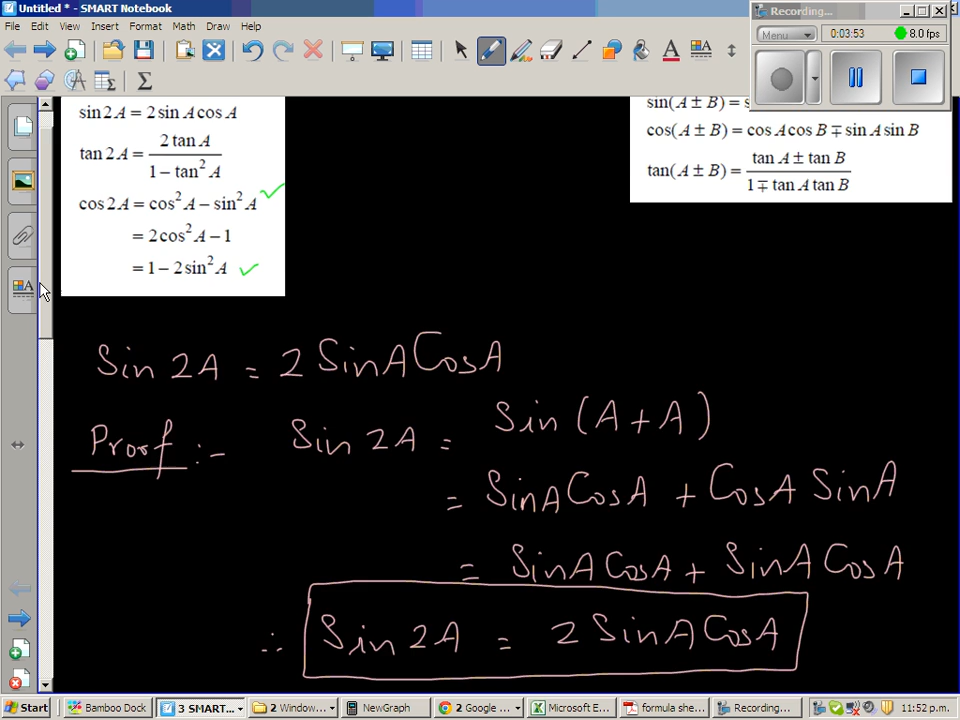 Untitled * - SMART Notebook
File Edit View Insert Format Math Draw Help
Recording...
Menu 0:03:53 8.0 fps
sin 2A = 2 sin A cos A
tan 2A = 2 tan A / 1 − tan² A
cos 2A = cos² A − sin² A ✓
= 2cos² A − 1
= 1 − 2 sin² A ✓
sin(A ± B) =
cos(A ± B) = cos A cos B ∓ sin A sin B
tan(A ± B) = tan A ± tan B / 1 ∓ tan A tan B
Sin 2A = 2 SinA CosA
Proof :- Sin 2A = Sin (A + A)
= SinA CosA + CosA SinA
= SinA CosA + SinA CosA
∴ Sin 2A = 2 SinA CosA
Start Bamboo Dock 3 SMART... 2 Window... NewGraph 2 Google ... Microsoft E... formula she... Recording... 11:52 p.m.